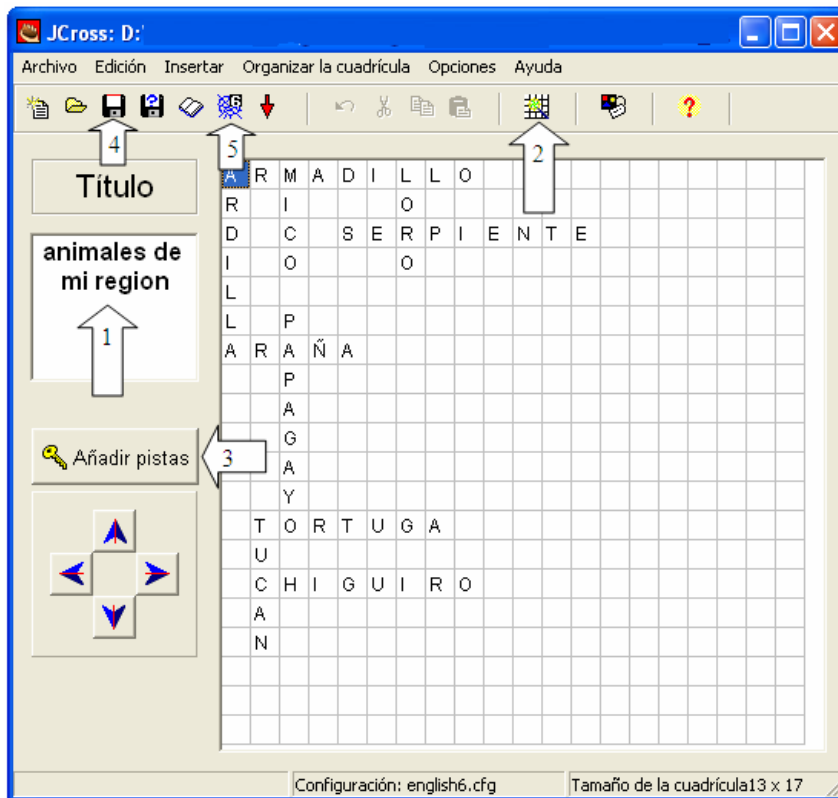 JCross: D:'
Archivo Edición Insertar Organizar la cuadrícula Opciones Ayuda
4
5
2
Título
animales de
mi region
1
Añadir pistas
3
A R M A D I L L O
R I O
D C S E R P I E N T E
I O O
L
L P
A R A Ñ A
P
A
G
A
Y
T O R T U G A
U
C H I G U I R O
A
N
Configuración: english6.cfg
Tamaño de la cuadrícula13 x 17